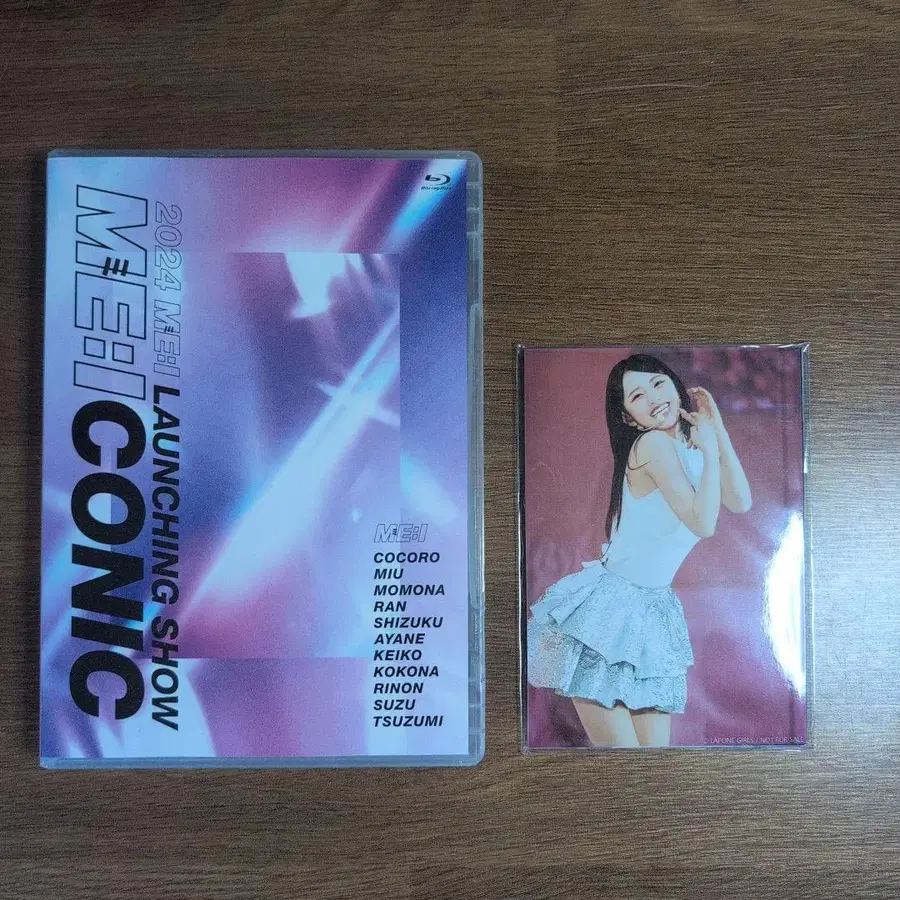 Blu-ray Disc
2024 ME:I LAUNCHING SHOW
ME:I CONIC
ME:I
COCORO
MIU
MOMONA
RAN
SHIZUKU
AYANE
KEIKO
KOKONA
RINON
SUZU
TSUZUMI
© LAPONE GIRLS / NOT FOR SALE